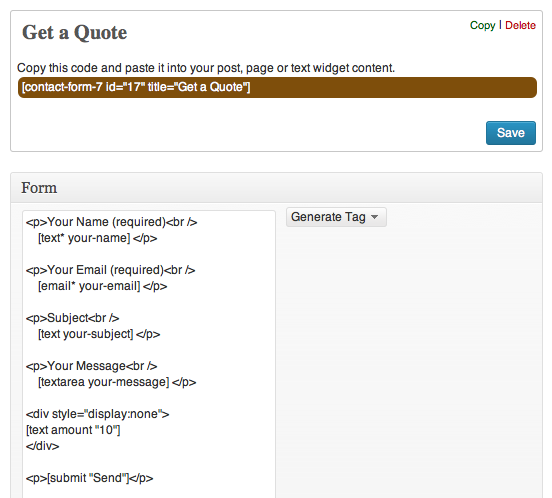 Get a Quote
Copy | Delete
Copy this code and paste it into your post, page or text widget content.
[contact-form-7 id="17" title="Get a Quote"]
Save
Form
Generate Tag
<p>Your Name (required)<br />
[text* your-name] </p>
<p>Your Email (required)<br />
[email* your-email] </p>
<p>Subject<br />
[text your-subject] </p>
<p>Your Message<br />
[textarea your-message] </p>
<div style="display:none">
[text amount "10"]
</div>
<p>[submit "Send"]</p>